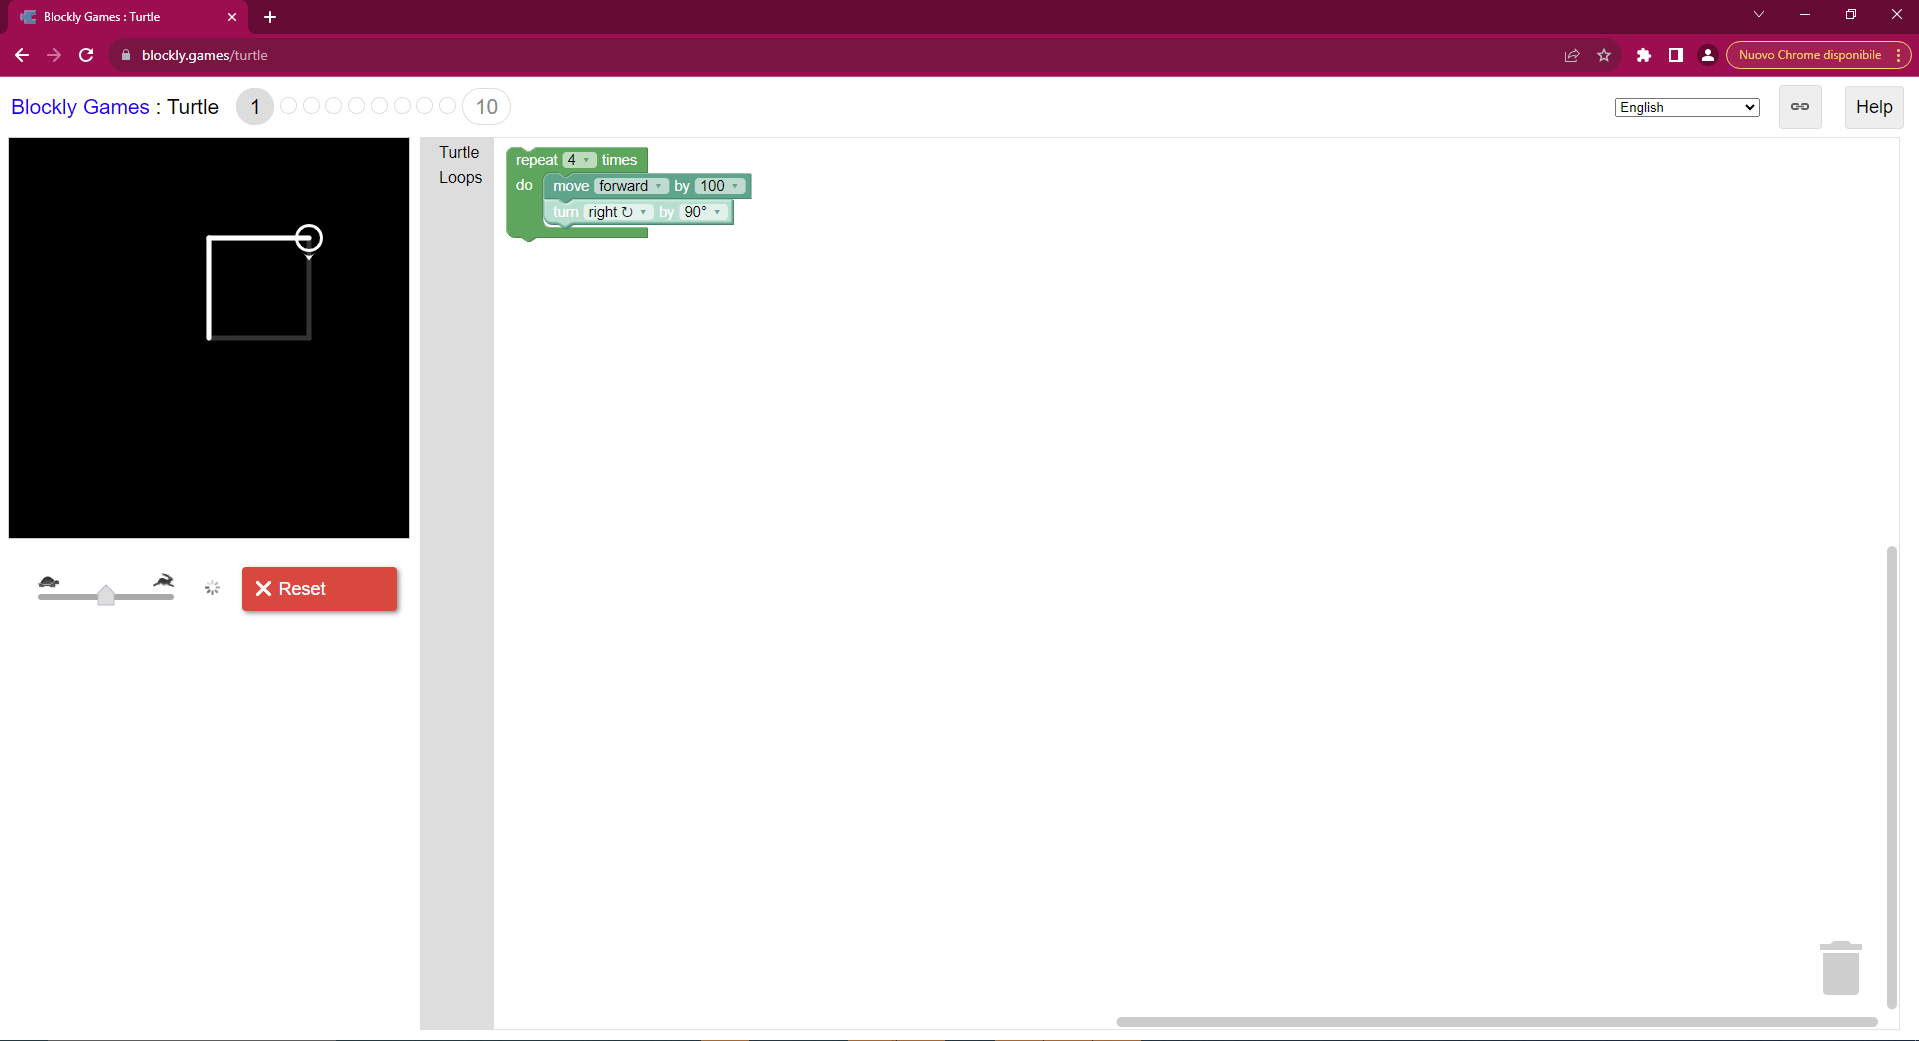 Blockly Games : Turtle
blockly.games/turtle
Nuovo Chrome disponibile
Blockly Games : Turtle 1 10
English
Help
Turtle
Loops
repeat 4 times
do move forward by 100
turn right ↻ by 90°
Reset